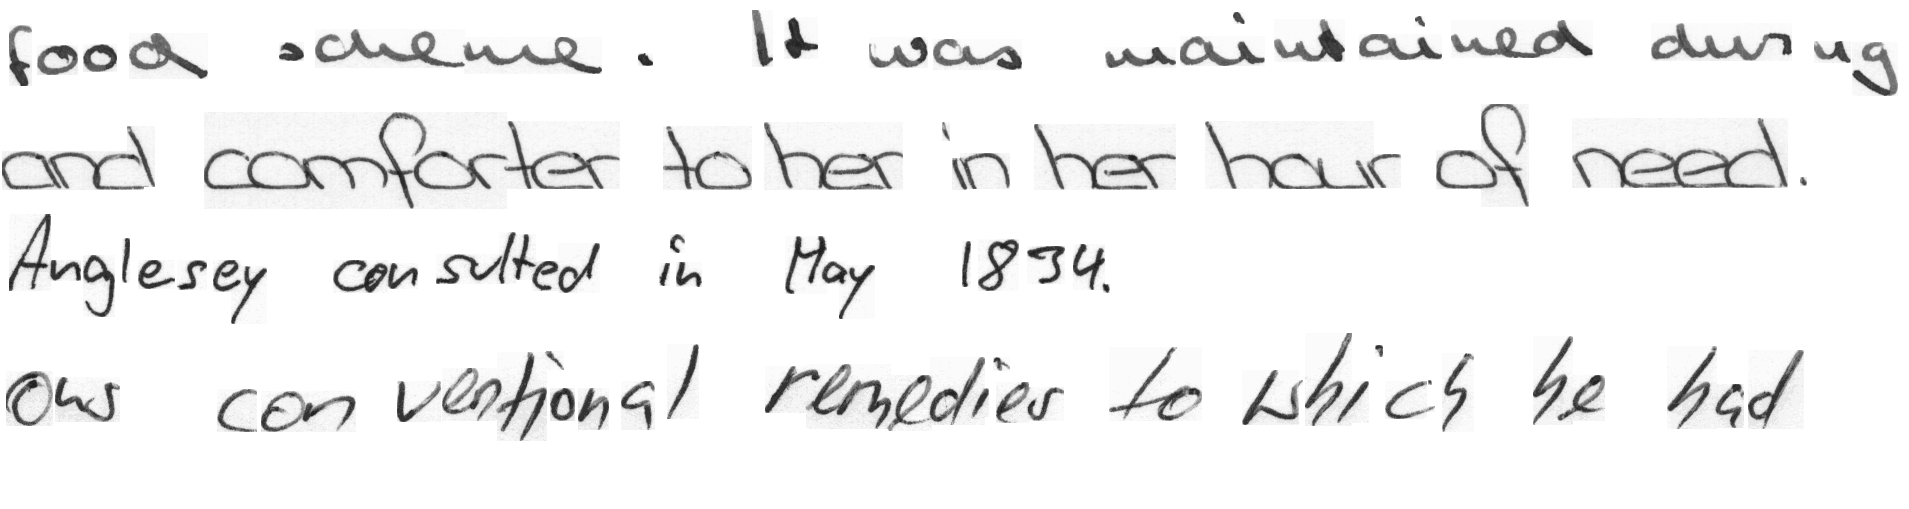 food scheme. It was maintained during
and comforter to her in her hour of need.
Anglesey consulted in May 1834.
ous conventional remedies to which he had